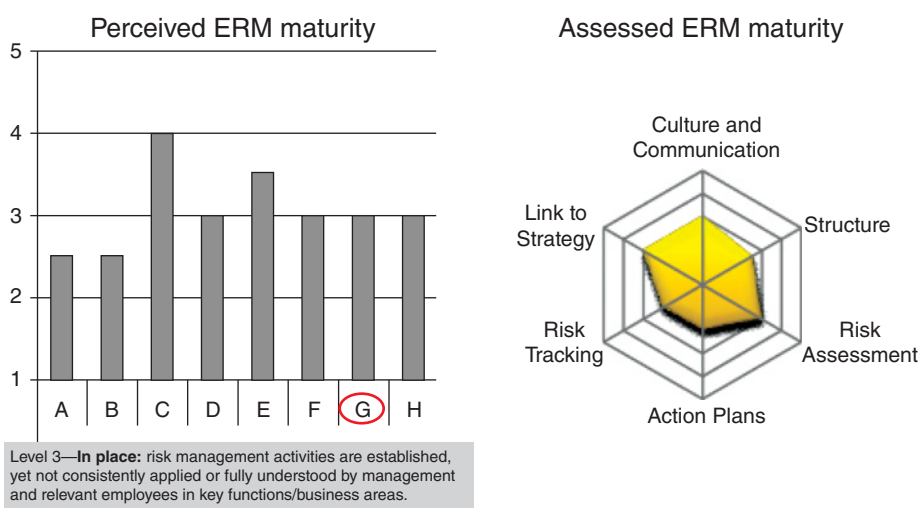 Perceived ERM maturity
5
4
3
2
1
A B C D E F G H
Level 3—In place: risk management activities are established,
yet not consistently applied or fully understood by management
and relevant employees in key functions/business areas.
Assessed ERM maturity
Culture and
Communication
Structure
Risk
Assessment
Action Plans
Risk
Tracking
Link to
Strategy